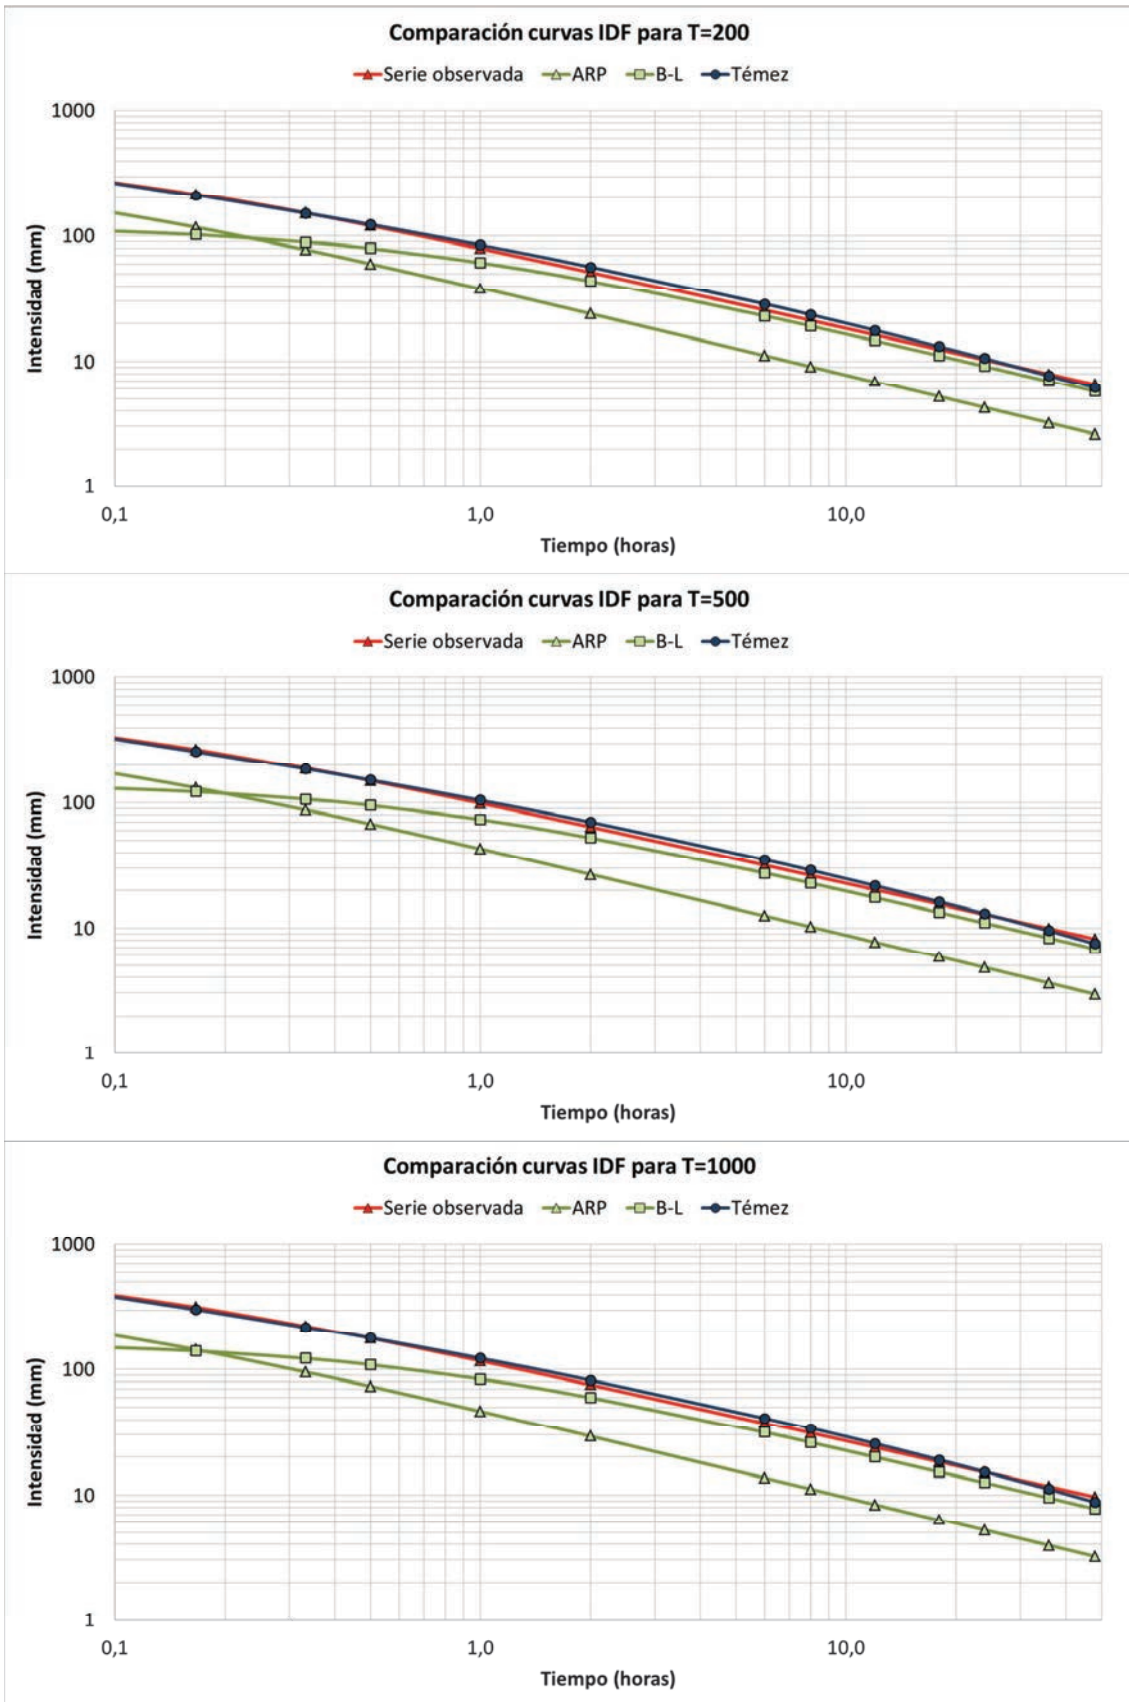 Comparación curvas IDF para T=200
Serie observada ARP B-L Témez
1000
100
10
1
Intensidad (mm)
0,1 1,0 10,0
Tiempo (horas)
Comparación curvas IDF para T=500
Serie observada ARP B-L Témez
1000
100
10
1
Intensidad (mm)
0,1 1,0 10,0
Tiempo (horas)
Comparación curvas IDF para T=1000
Serie observada ARP B-L Témez
1000
100
10
1
Intensidad (mm)
0,1 1,0 10,0
Tiempo (horas)